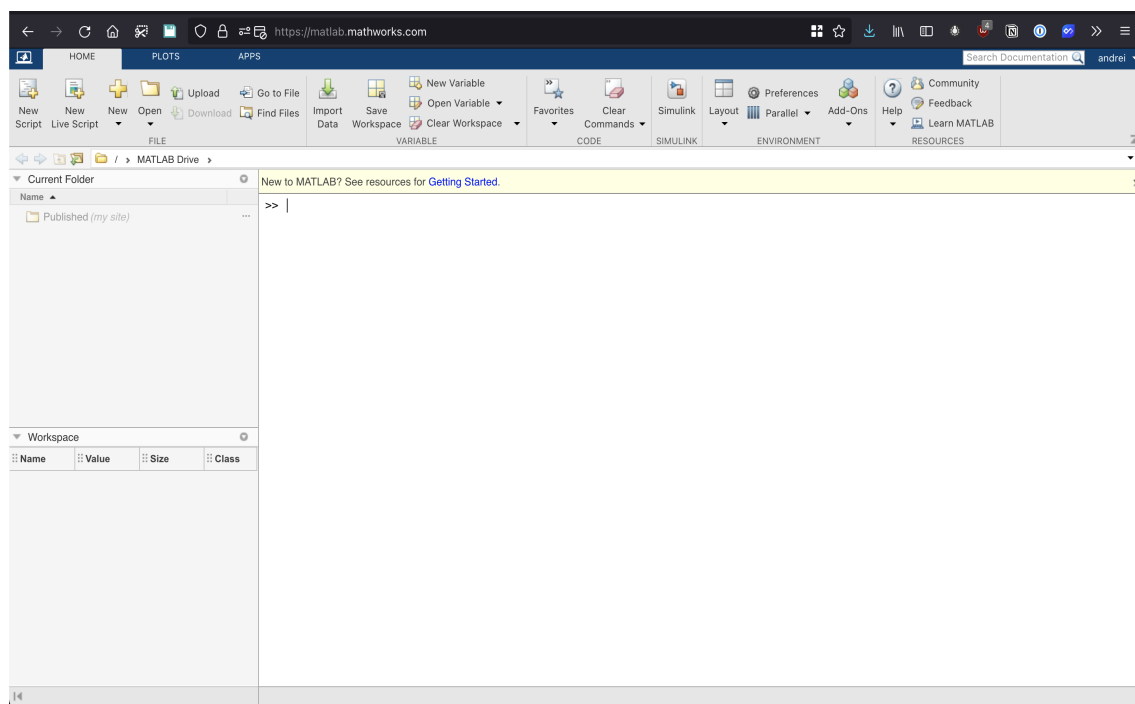 https://matlab.mathworks.com
4
HOME PLOTS APPS
Search Documentation andrei
New Script
New Live Script
New
Open
Upload
Download
Go to File
Find Files
FILE
Import Data
Save Workspace
New Variable
Open Variable
Clear Workspace
VARIABLE
Favorites
Clear Commands
CODE
Simulink
SIMULINK
Layout
Preferences
Parallel
Add-Ons
ENVIRONMENT
Help
Community
Feedback
Learn MATLAB
RESOURCES
/ › MATLAB Drive ›
Current Folder
Name
Published (my site) ...
New to MATLAB? See resources for Getting Started.
>>
Workspace
Name Value Size Class